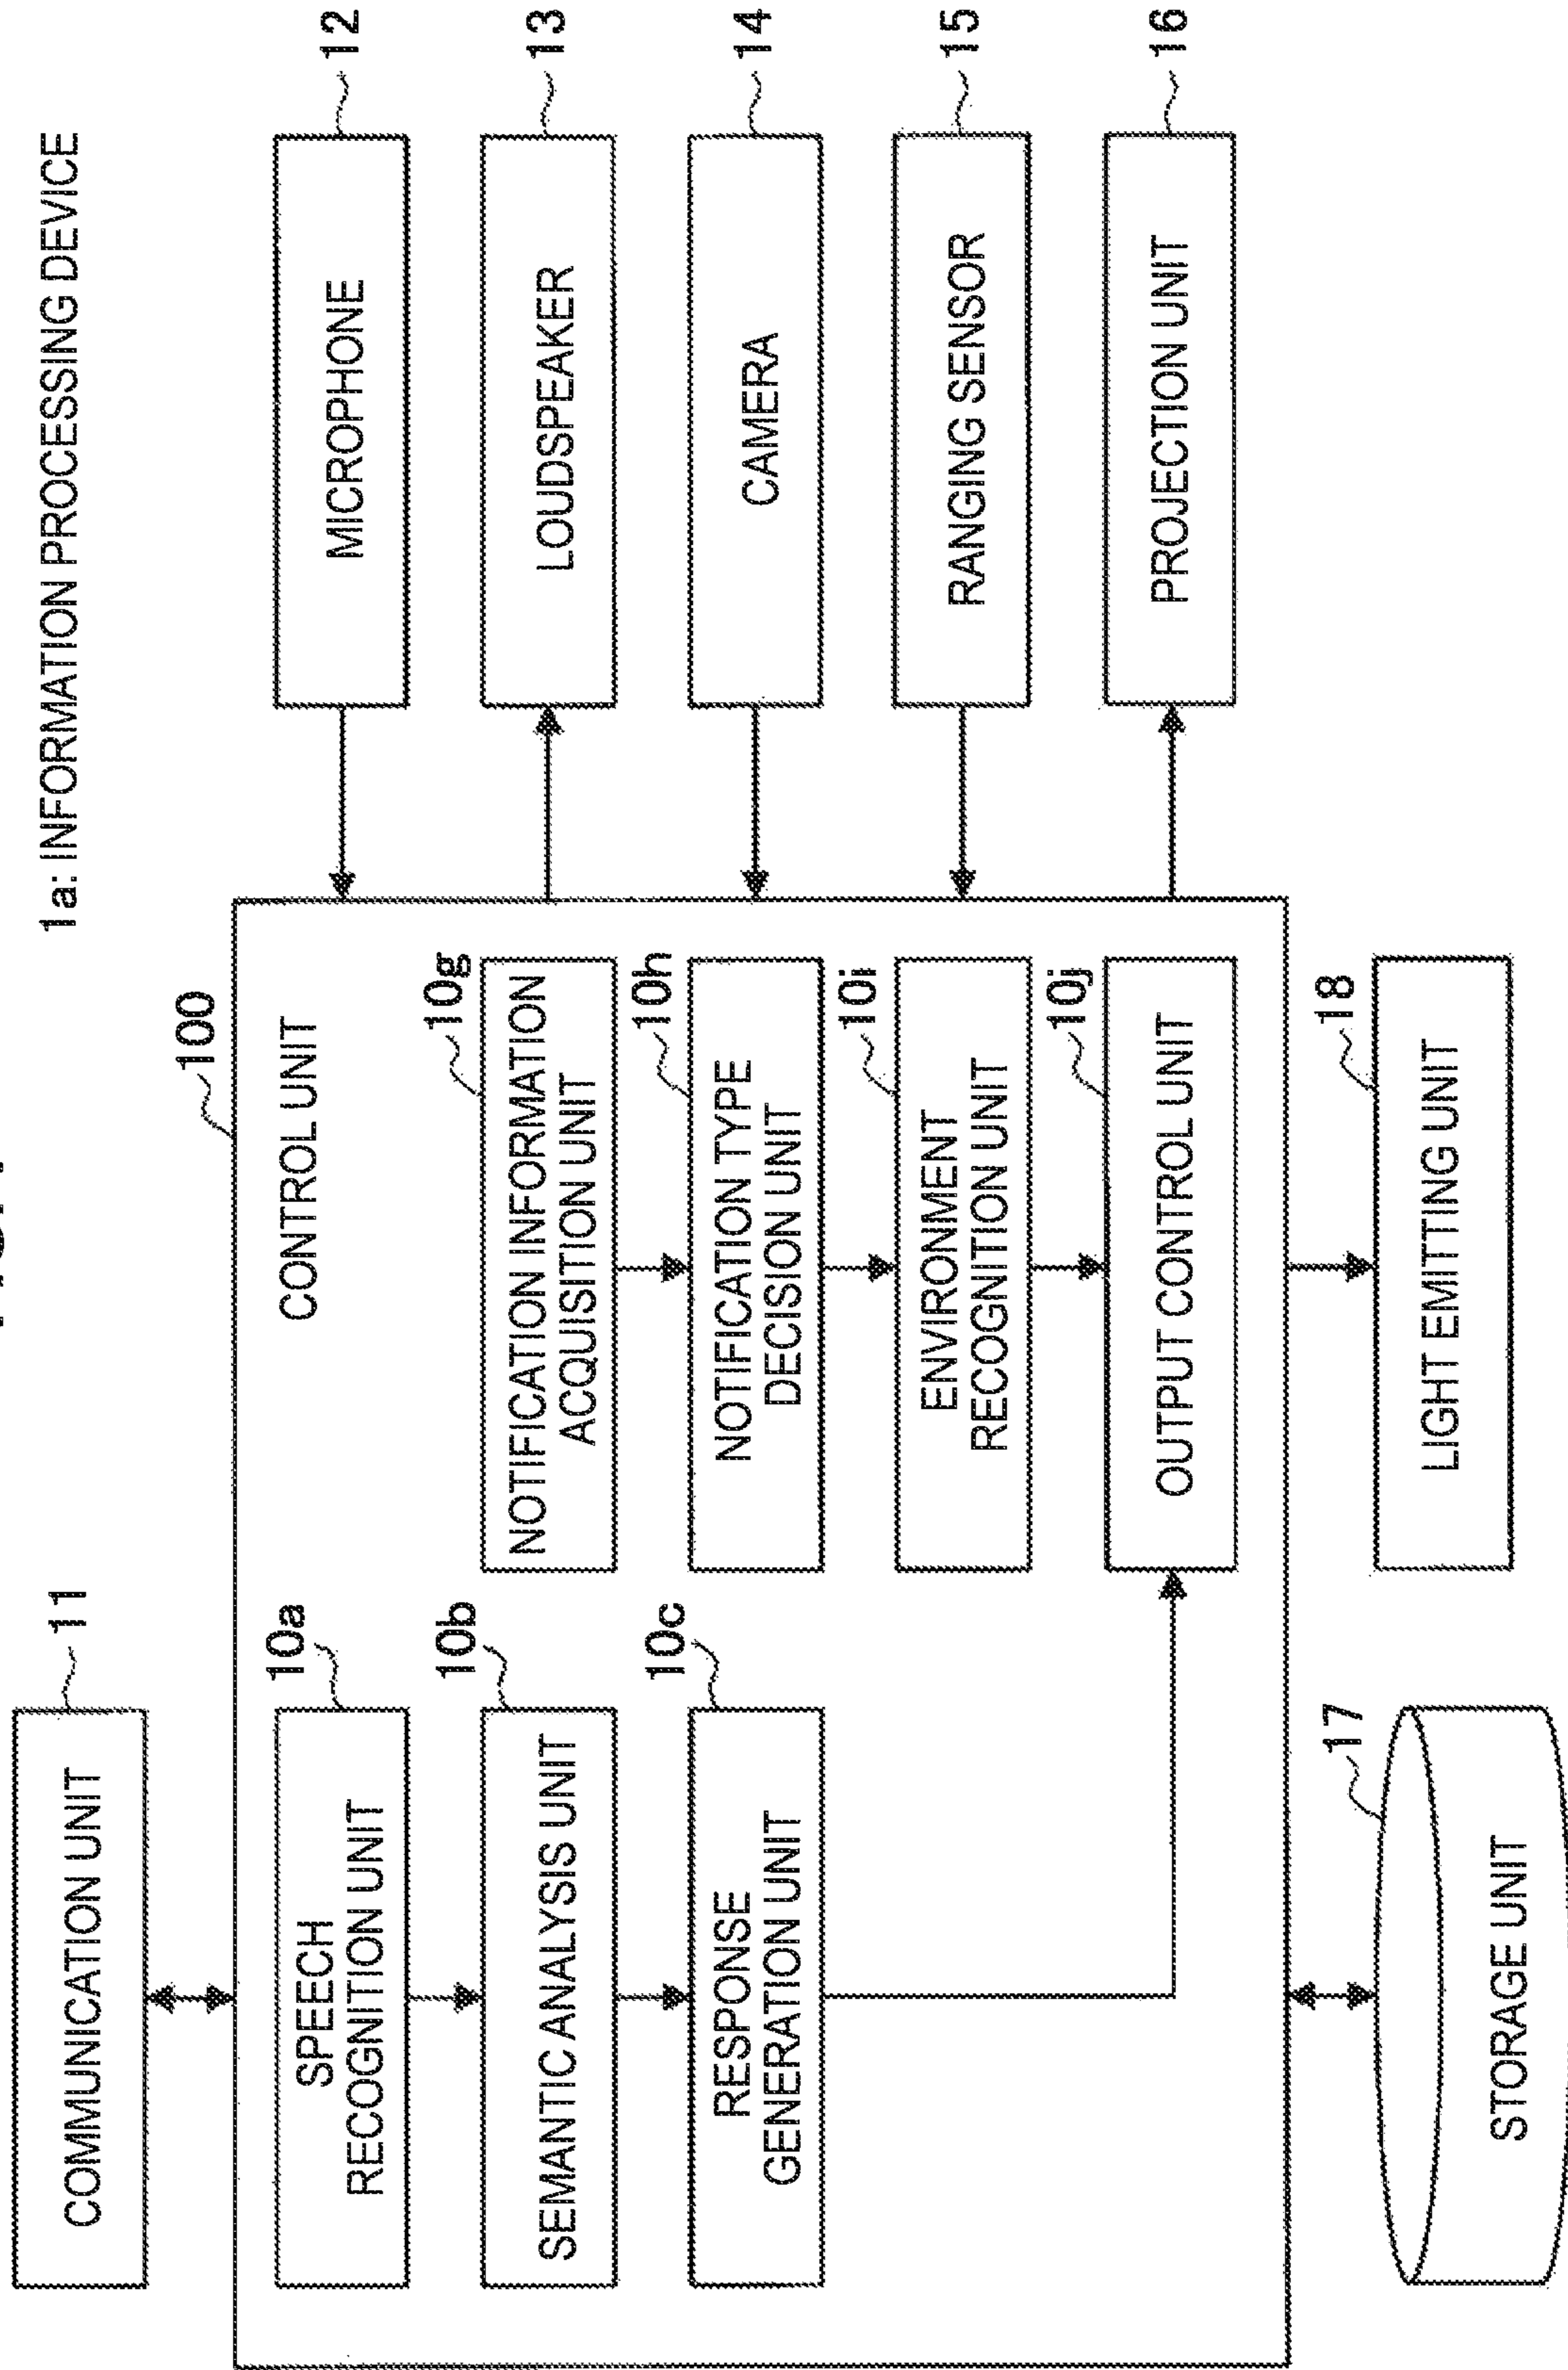 1a: INFORMATION PROCESSING DEVICE
COMMUNICATION UNIT
11
100
CONTROL UNIT
10a
SPEECH
RECOGNITION UNIT
10b
SEMANTIC ANALYSIS UNIT
10c
RESPONSE
GENERATION UNIT
10g
NOTIFICATION INFORMATION
ACQUISITION UNIT
10h
NOTIFICATION TYPE
DECISION UNIT
10i
ENVIRONMENT
RECOGNITION UNIT
10j
OUTPUT CONTROL UNIT
MICROPHONE
12
LOUDSPEAKER
13
CAMERA
14
RANGING SENSOR
15
PROJECTION UNIT
16
17
STORAGE UNIT
18
LIGHT EMITTING UNIT